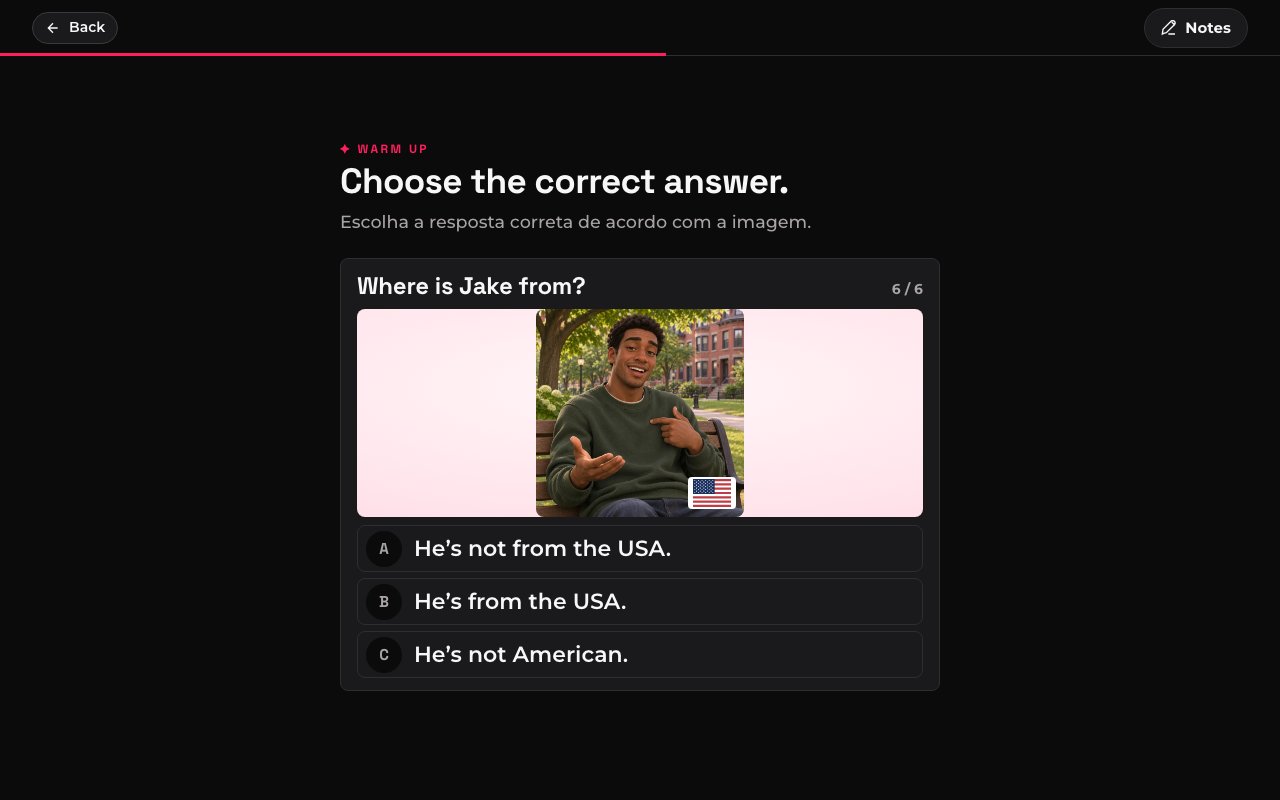 Back
Notes
WARM UP
Choose the correct answer.
Escolha a resposta correta de acordo com a imagem.
Where is Jake from?
6 / 6
A
He’s not from the USA.
B
He’s from the USA.
C
He’s not American.